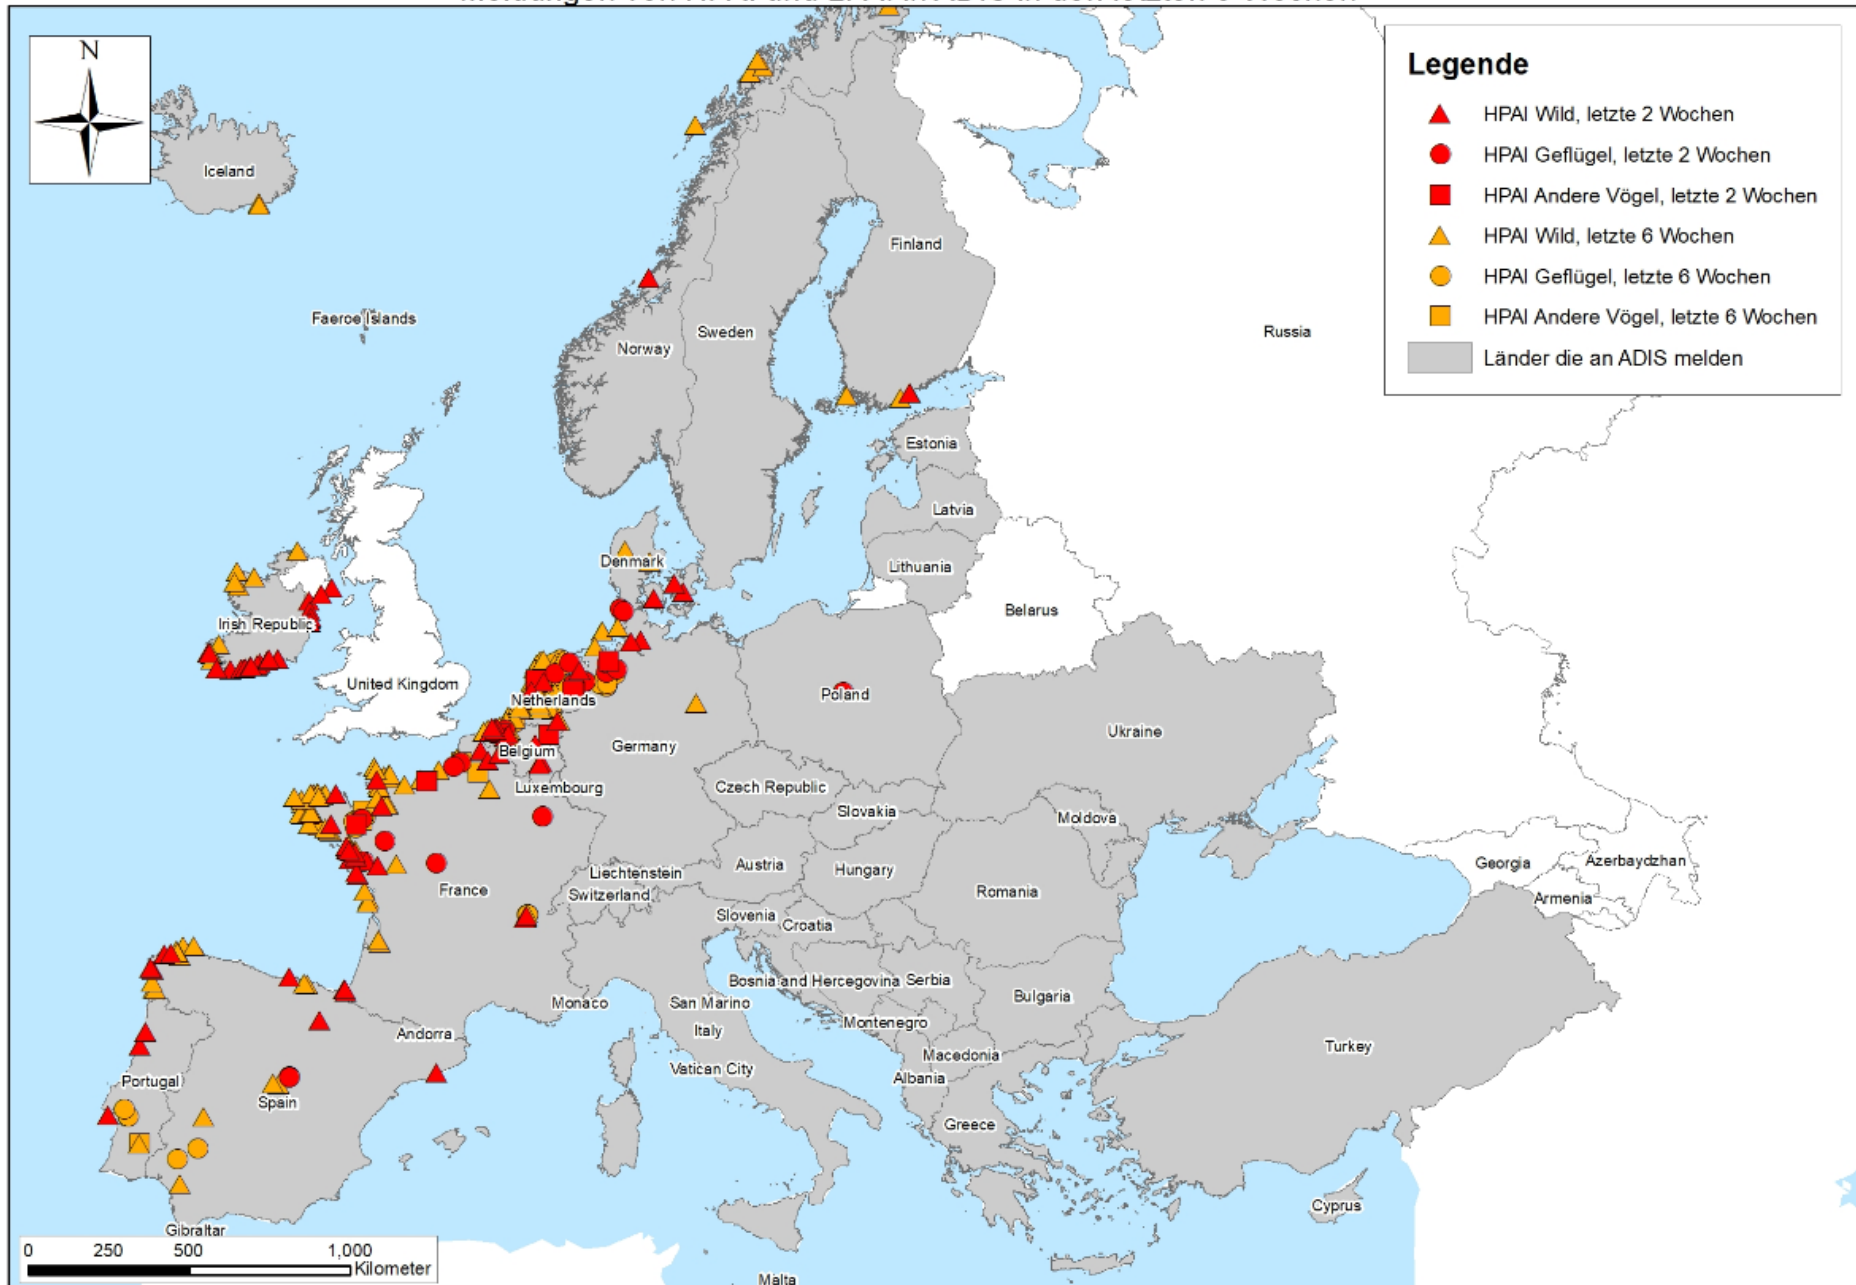 N
Legende
HPAI Wild, letzte 2 Wochen
HPAI Geflügel, letzte 2 Wochen
HPAI Andere Vögel, letzte 2 Wochen
HPAI Wild, letzte 6 Wochen
HPAI Geflügel, letzte 6 Wochen
HPAI Andere Vögel, letzte 6 Wochen
Länder die an ADIS melden
Iceland
Finland
Faeroe Islands
Sweden
Russia
Norway
Estonia
Latvia
Denmark
Lithuania
Belarus
Irish Republic
United Kingdom
Poland
Netherlands
Ukraine
Germany
Belgium
Czech Republic
Luxembourg
Slovakia
Moldova
Austria
Georgia
Azerbaydzhan
Liechtenstein
Hungary
France
Switzerland
Romania
Armenia
Slovenia
Croatia
Bosnia and Hercegovina
Serbia
Bulgaria
Monaco
San Marino
Montenegro
Andorra
Italy
Turkey
Macedonia
Vatican City
Albania
Portugal
Spain
Greece
Cyprus
Gibraltar
0 250 500 1,000
Kilometer
Malta